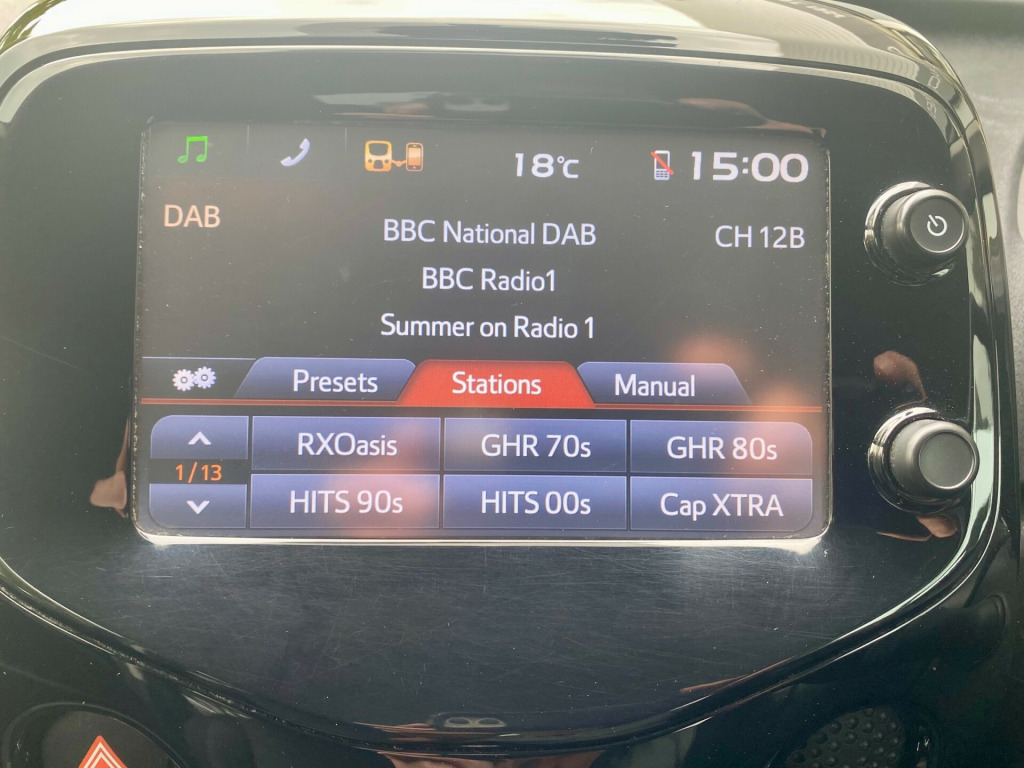 18°C
15:00
DAB
BBC National DAB
CH 12B
BBC Radio1
Summer on Radio 1
Presets
Stations
Manual
1/13
RXOasis
GHR 70s
GHR 80s
HITS 90s
HITS 00s
Cap XTRA